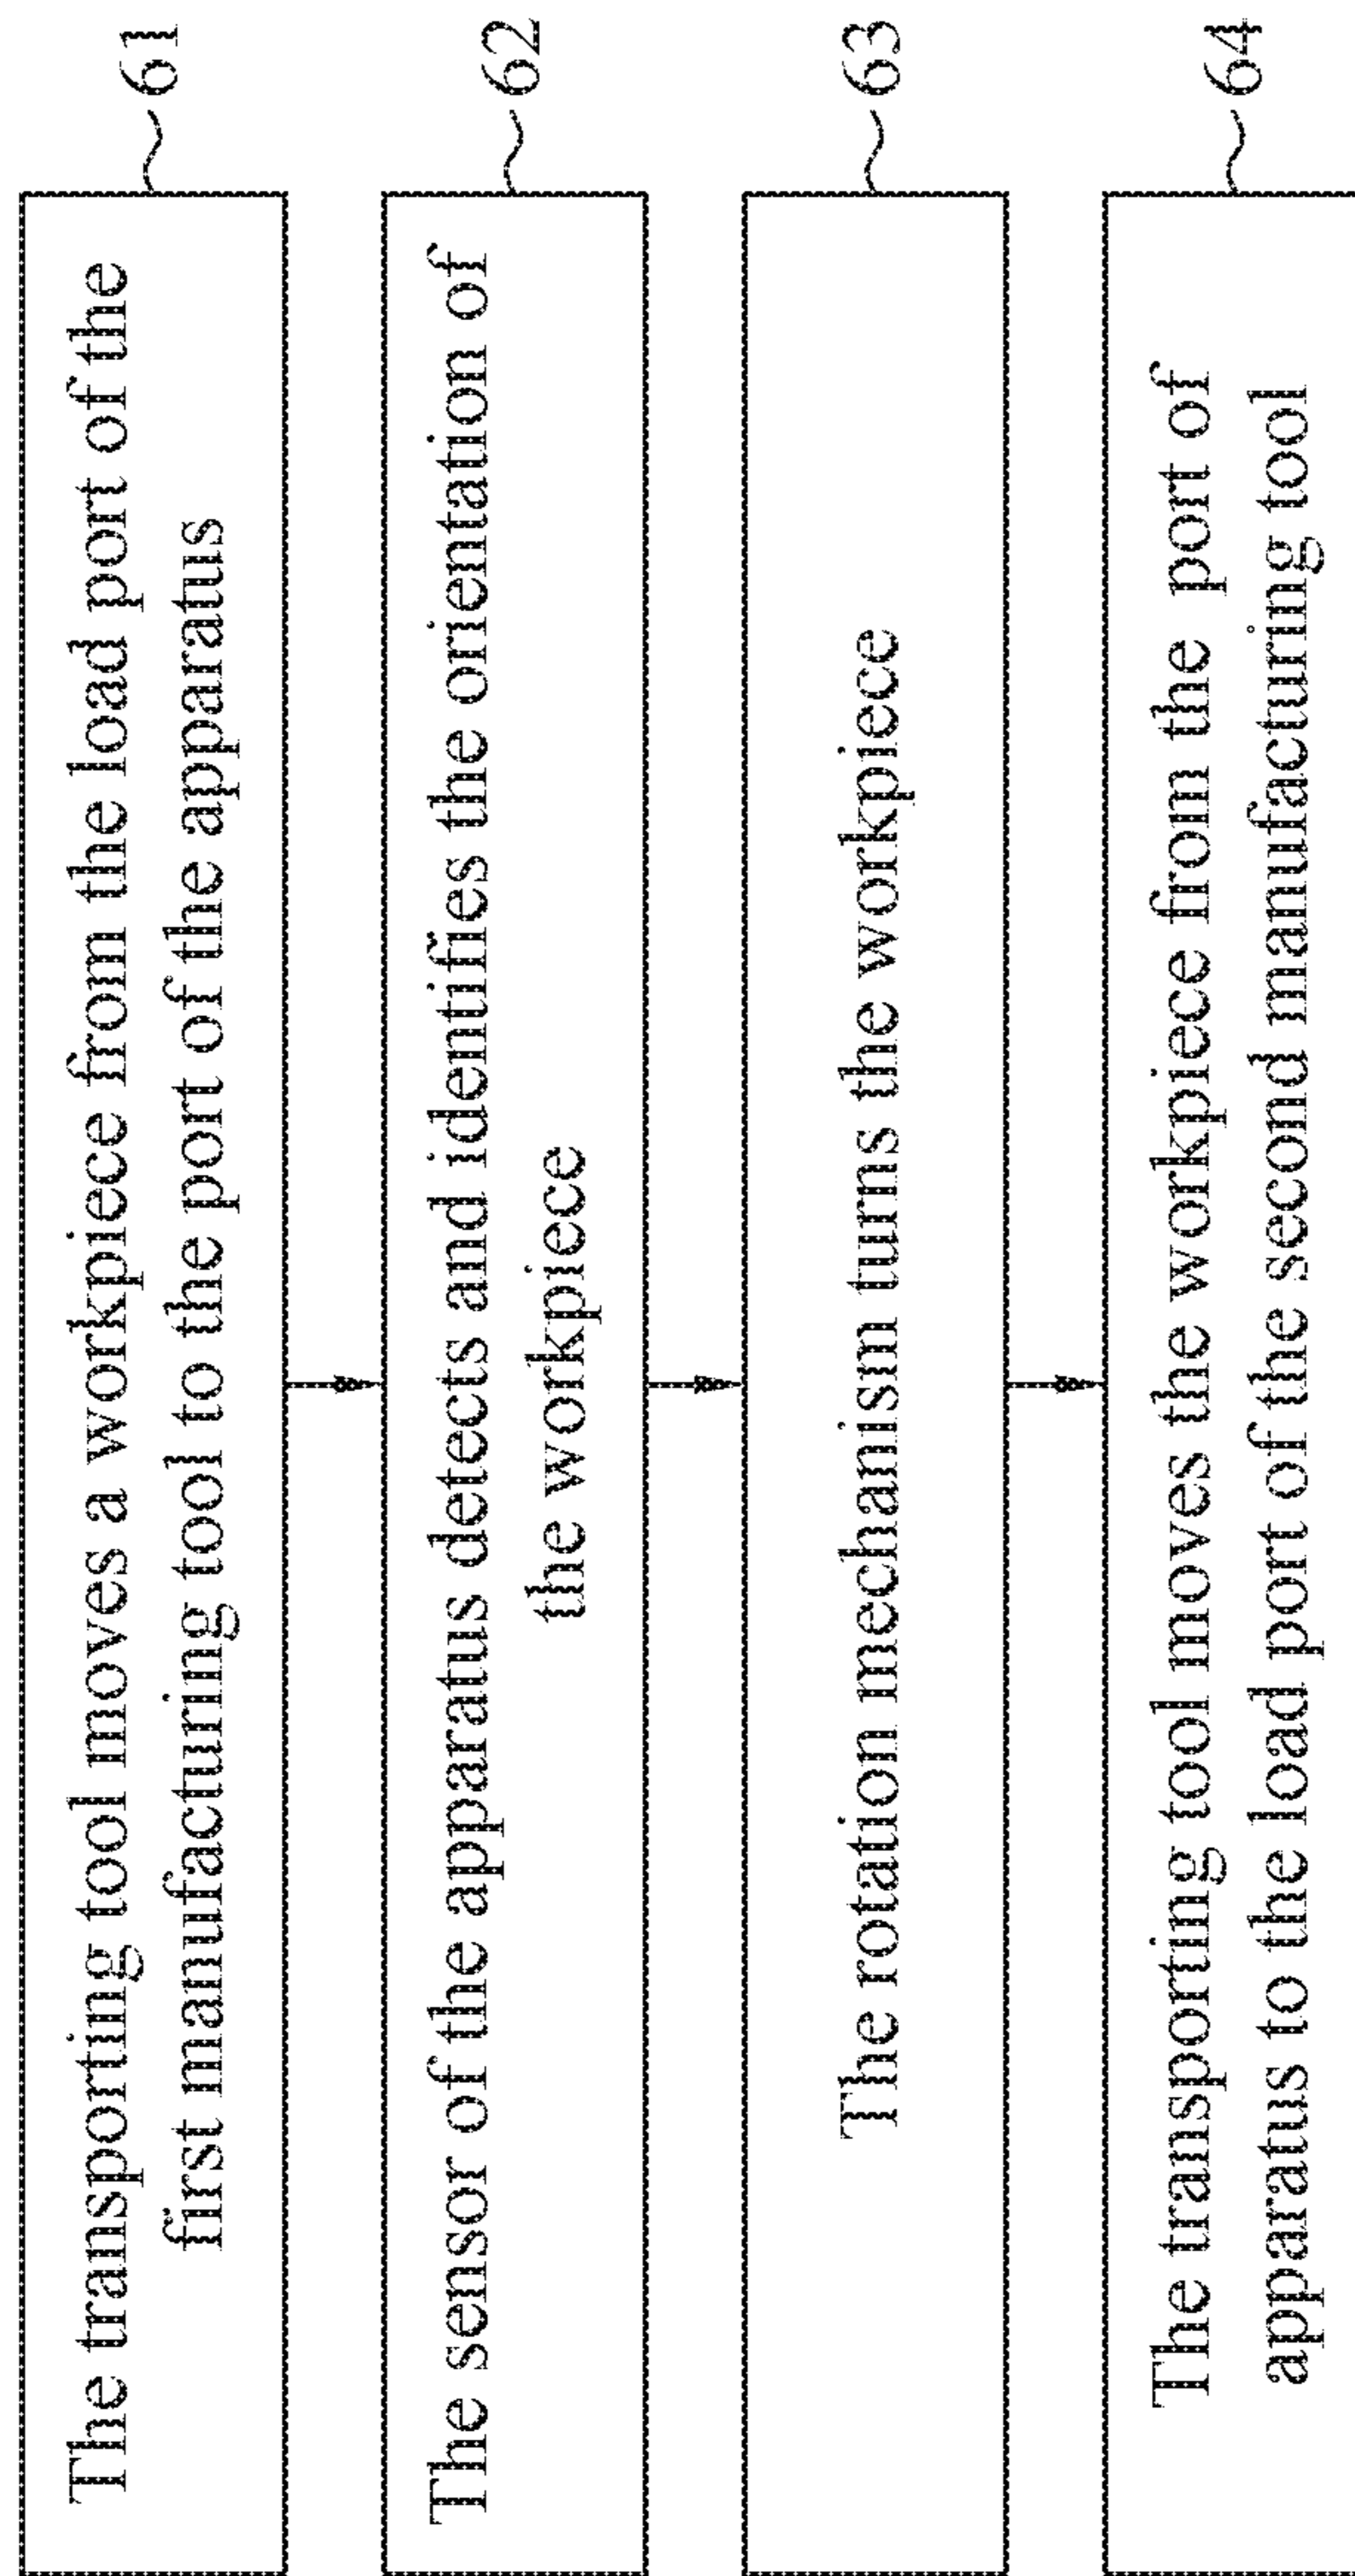 The transporting tool moves a workpiece from the load port of the
first manufacturing tool to the port of the apparatus
61
The sensor of the apparatus detects and identifies the orientation of
the workpiece
62
The rotation mechanism turns the workpiece
63
The transporting tool moves the workpiece from the port of
apparatus to the load port of the second manufacturing tool
64